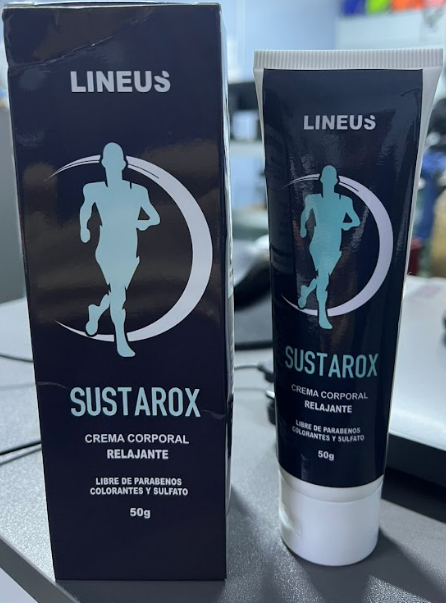 LINEUS
SUSTAROX
CREMA CORPORAL
RELAJANTE
LIBRE DE PARABENOS
COLORANTES Y SULFATO
50g
LINEUS
SUSTAROX
CREMA CORPORAL
RELAJANTE
LIBRE DE PARABENOS
COLORANTES Y SULFATO
50g